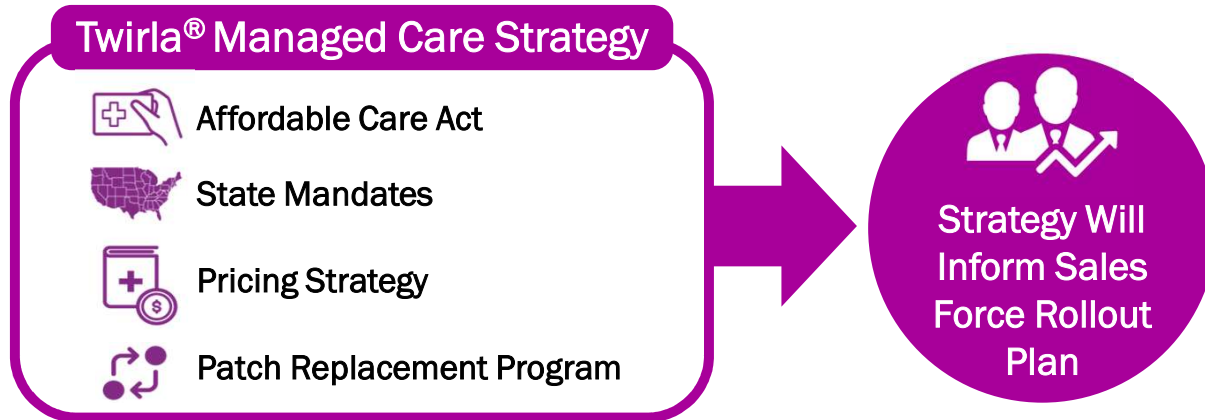 Twirla® Managed Care Strategy
Affordable Care Act
State Mandates
Pricing Strategy
$
Patch Replacement Program
Strategy Will
Inform Sales
Force Rollout
Plan